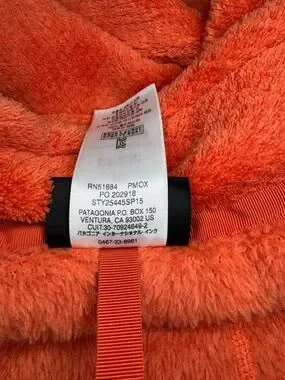 RN51884 PMOX
PO 202918
STY25445SP15
PATAGONIA P.O. BOX 150
VENTURA, CA 93002 US
CUIT:30-70924649-2
パタゴニア・インターナショナル・インク
0467-23-8961